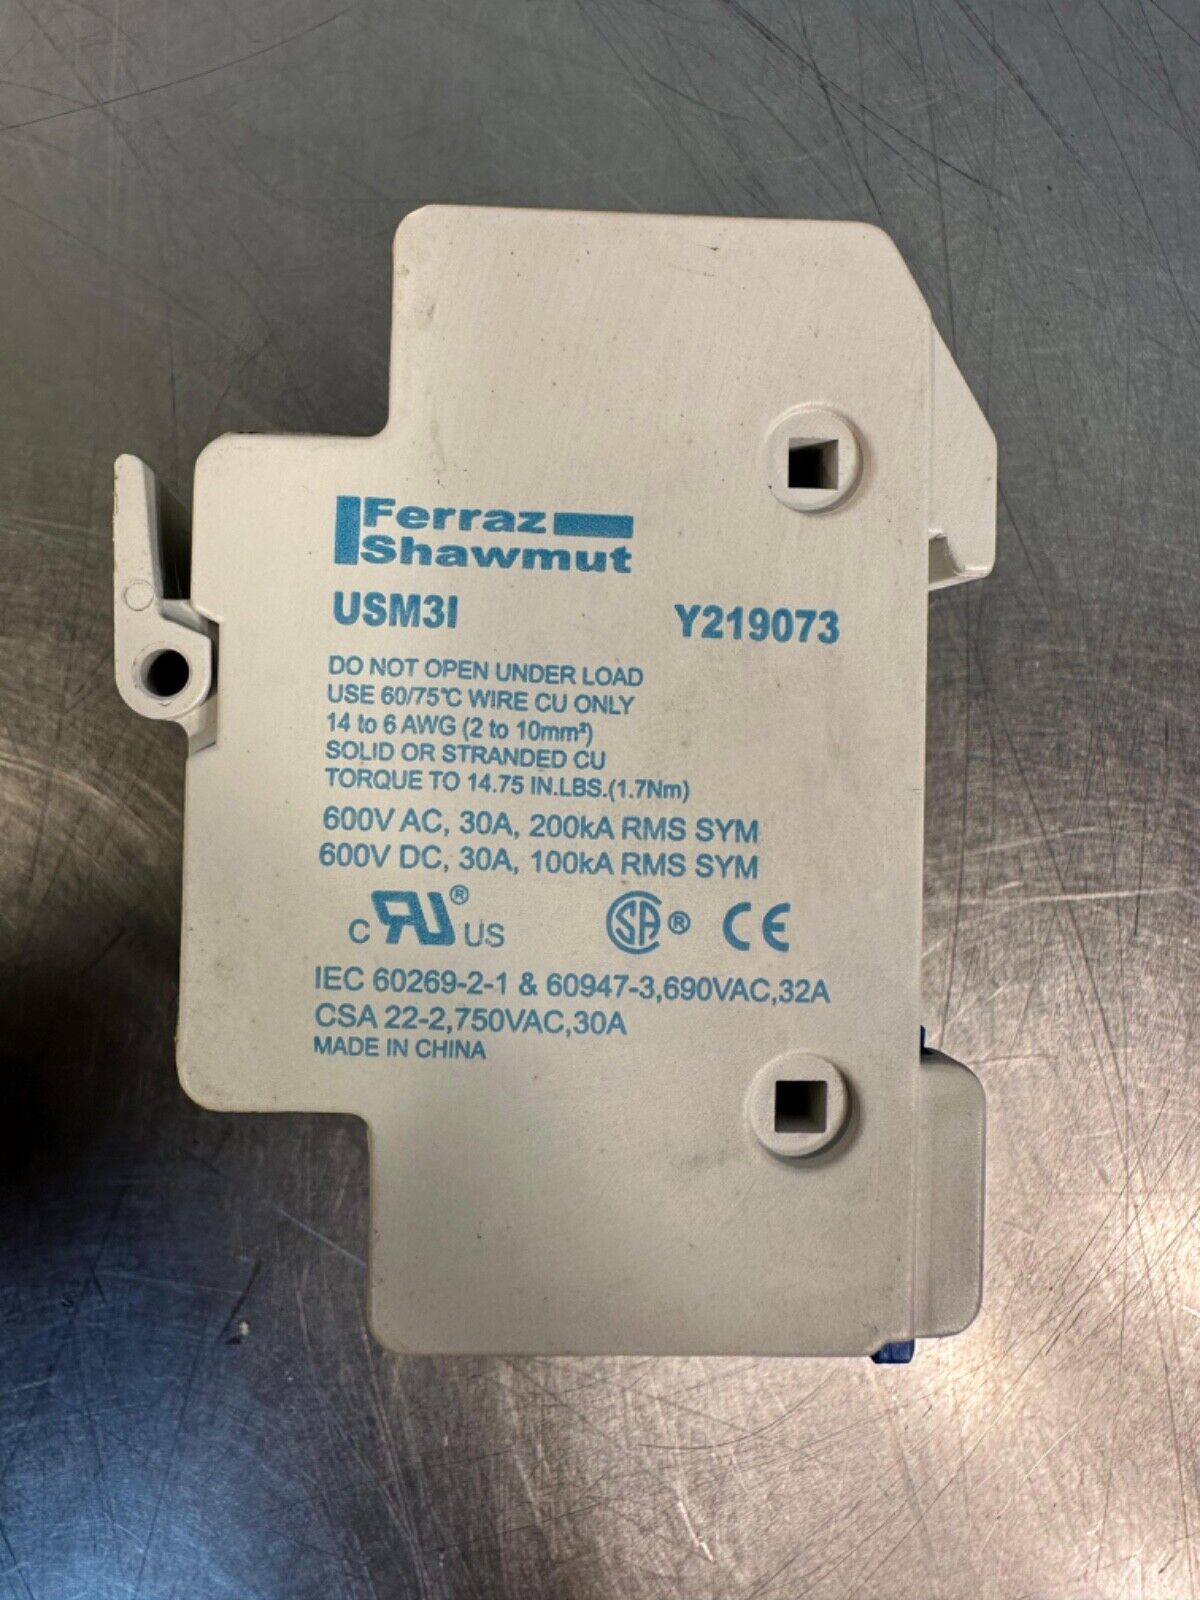 Ferraz
Shawmut
USM3I Y219073
DO NOT OPEN UNDER LOAD
USE 60/75°C WIRE CU ONLY
14 to 6 AWG (2 to 10mm²)
SOLID OR STRANDED CU
TORQUE TO 14.75 IN.LBS.(1.7Nm)
600V AC, 30A, 200kA RMS SYM
600V DC, 30A, 100kA RMS SYM
C RU® US SA® CE
IEC 60269-2-1 & 60947-3,690VAC,32A
CSA 22-2,750VAC,30A
MADE IN CHINA